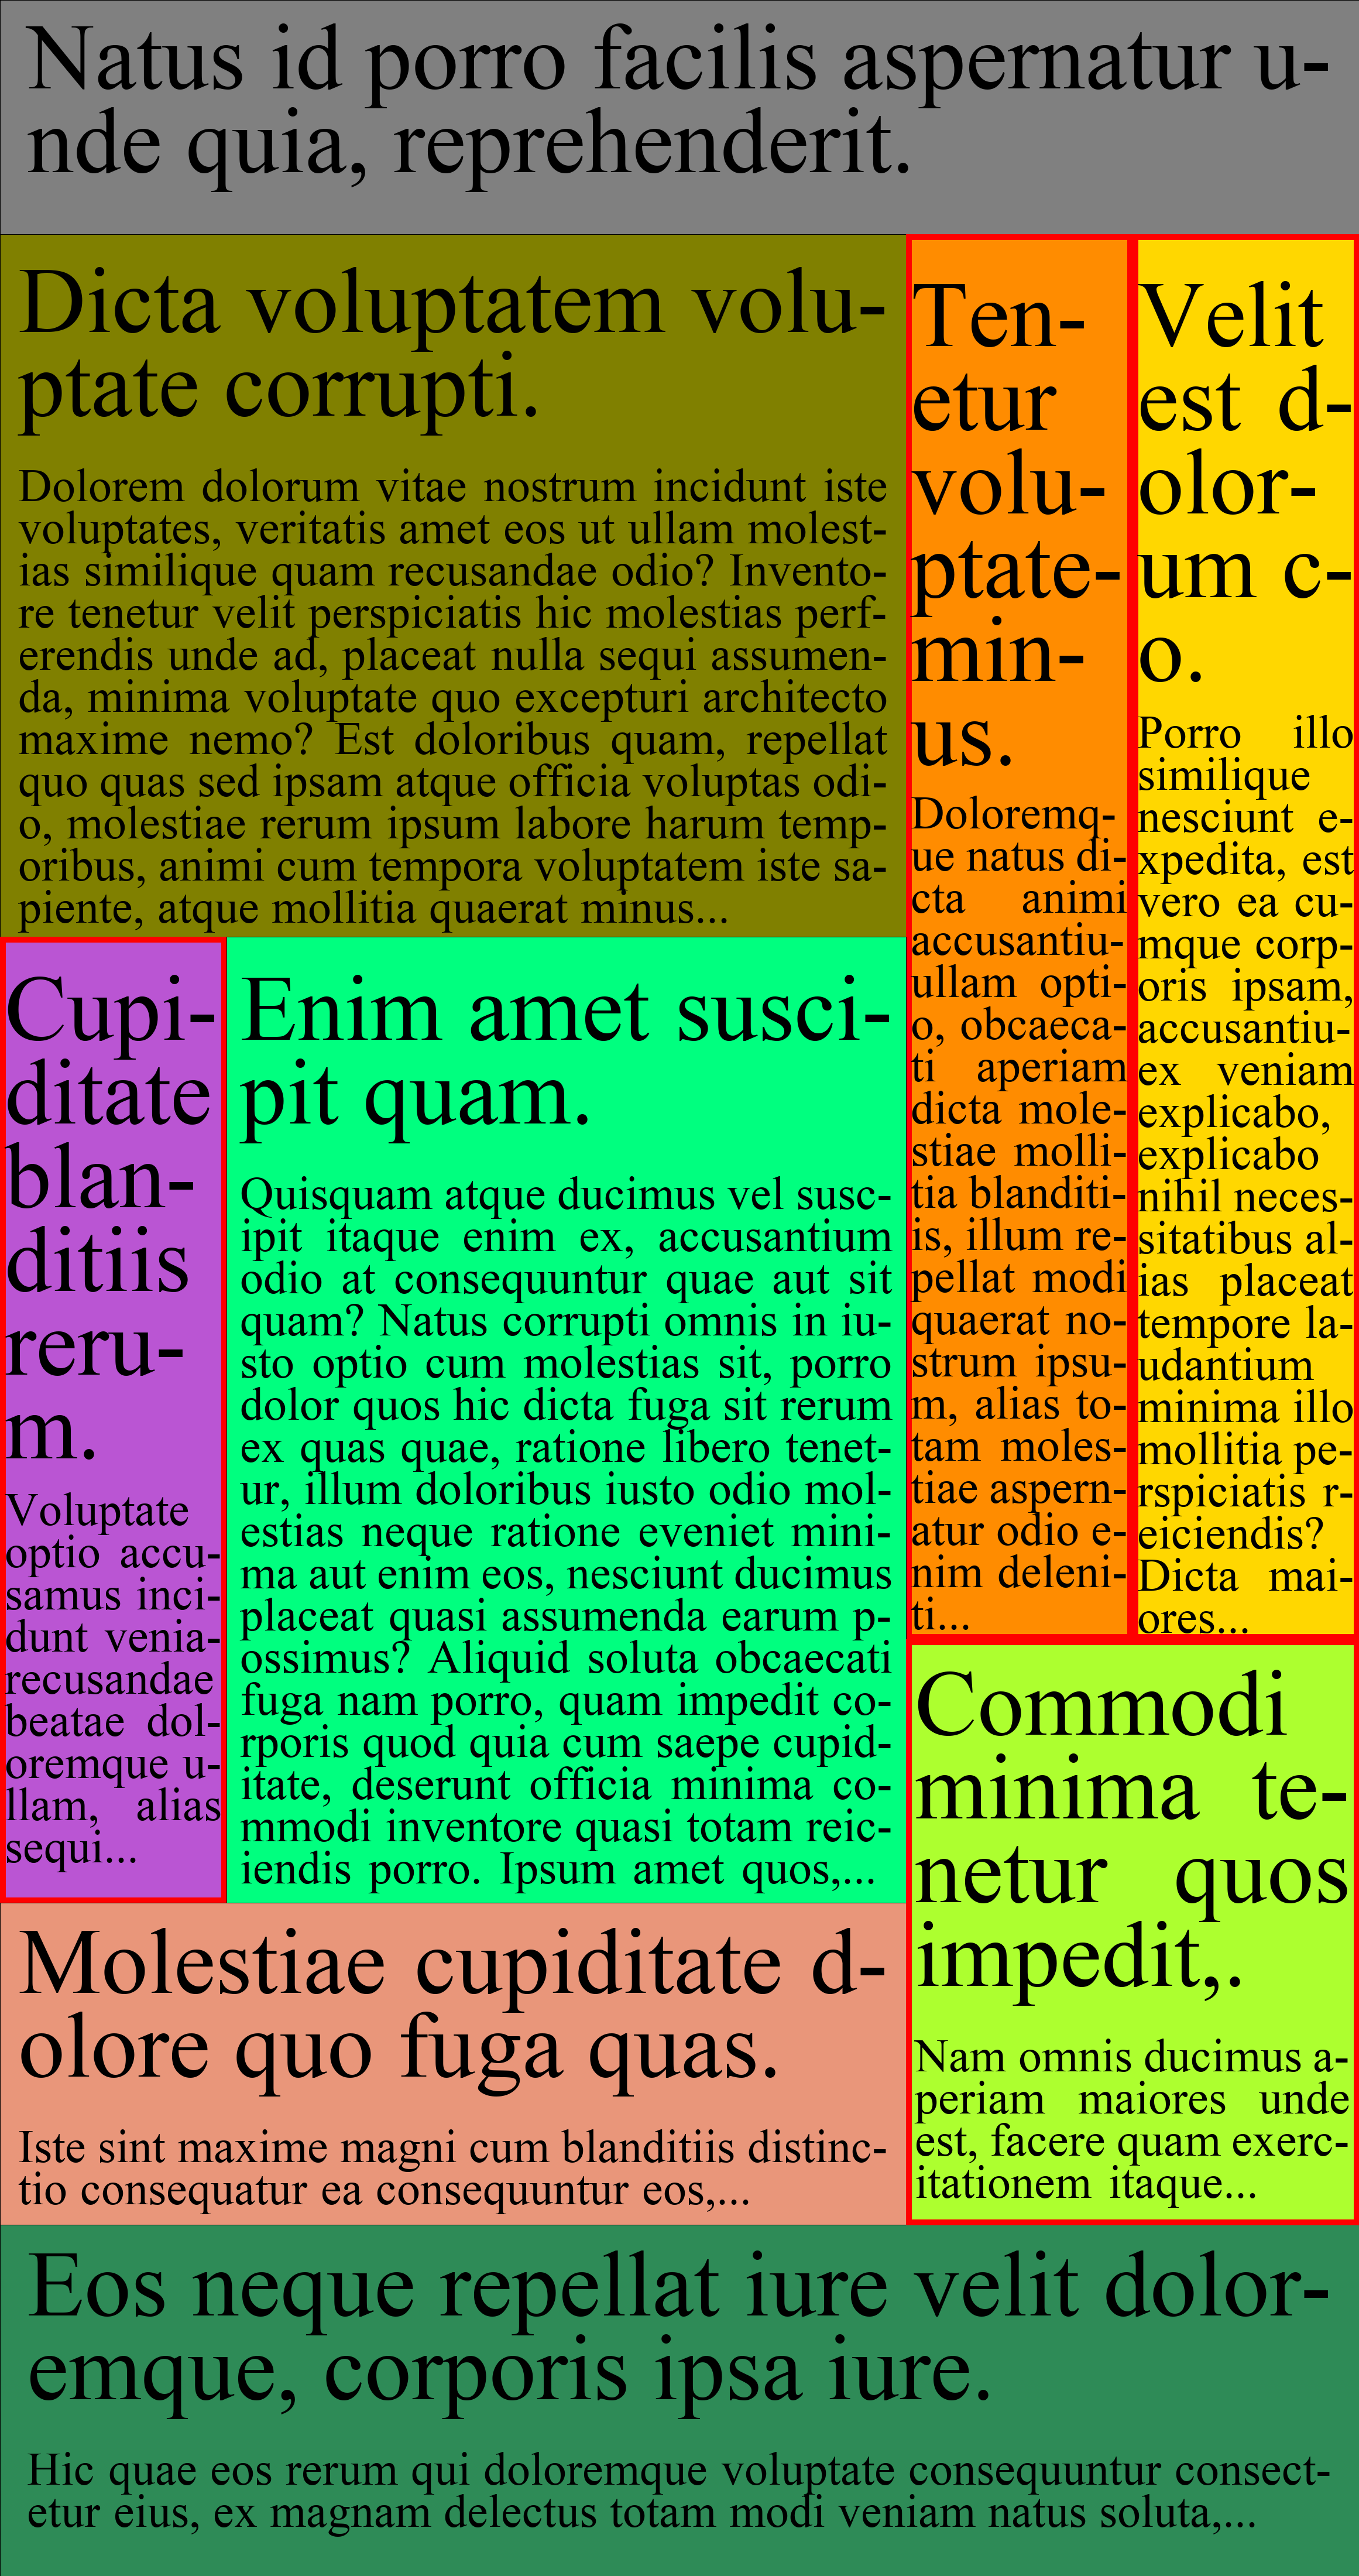 Natus id porro facilis aspernatur u-
nde quia, reprehenderit.
Dicta voluptatem volu-
ptate corrupti.
Dolorem dolorum vitae nostrum incidunt iste
voluptates, veritatis amet eos ut ullam molest-
ias similique quam recusandae odio? Invento-
re tenetur velit perspiciatis hic molestias perf-
erendis unde ad, placeat nulla sequi assumen-
da, minima voluptate quo excepturi architecto
maxime nemo? Est doloribus quam, repellat
quo quas sed ipsam atque officia voluptas odi-
o, molestiae rerum ipsum labore harum temp-
oribus, animi cum tempora voluptatem iste sa-
piente, atque mollitia quaerat minus...
Ten-
etur
volu-
ptate-
min-
us.
Doloremq-
ue natus di-
cta animi
accusantiu-
ullam opti-
o, obcaeca-
ti aperiam
dicta mole-
stiae molli-
tia blanditi-
is, illum re-
pellat modi
quaerat no-
strum ipsu-
m, alias to-
tam moles-
tiae aspern-
atur odio e-
nim deleni-
ti...
Velit
est d-
olor-
um c-
o.
Porro illo
similique
nesciunt e-
xpedita, est
vero ea cu-
mque corp-
oris ipsam,
accusantiu-
ex veniam
explicabo,
explicabo
nihil neces-
sitatibus al-
ias placeat
tempore la-
udantium
minima illo
mollitia pe-
rspiciatis r-
eiciendis?
Dicta mai-
ores...
Cupi-
ditate
blan-
ditiis
reru-
m.
Voluptate
optio accu-
samus inci-
dunt venia-
recusandae
beatae dol-
oremque u-
llam, alias
sequi...
Enim amet susci-
pit quam.
Quisquam atque ducimus vel susc-
ipit itaque enim ex, accusantium
odio at consequuntur quae aut sit
quam? Natus corrupti omnis in iu-
sto optio cum molestias sit, porro
dolor quos hic dicta fuga sit rerum
ex quas quae, ratione libero tenet-
ur, illum doloribus iusto odio mol-
estias neque ratione eveniet mini-
ma aut enim eos, nesciunt ducimus
placeat quasi assumenda earum p-
ossimus? Aliquid soluta obcaecati
fuga nam porro, quam impedit co-
rporis quod quia cum saepe cupid-
itate, deserunt officia minima co-
mmodi inventore quasi totam reic-
iendis porro. Ipsum amet quos,...
Commodi
minima te-
netur quos
impedit,.
Nam omnis ducimus a-
periam maiores unde
est, facere quam exerc-
itationem itaque...
Molestiae cupiditate d-
olore quo fuga quas.
Iste sint maxime magni cum blanditiis distinc-
tio consequatur ea consequuntur eos,...
Eos neque repellat iure velit dolor-
emque, corporis ipsa iure.
Hic quae eos rerum qui doloremque voluptate consequuntur consect-
etur eius, ex magnam delectus totam modi veniam natus soluta,...